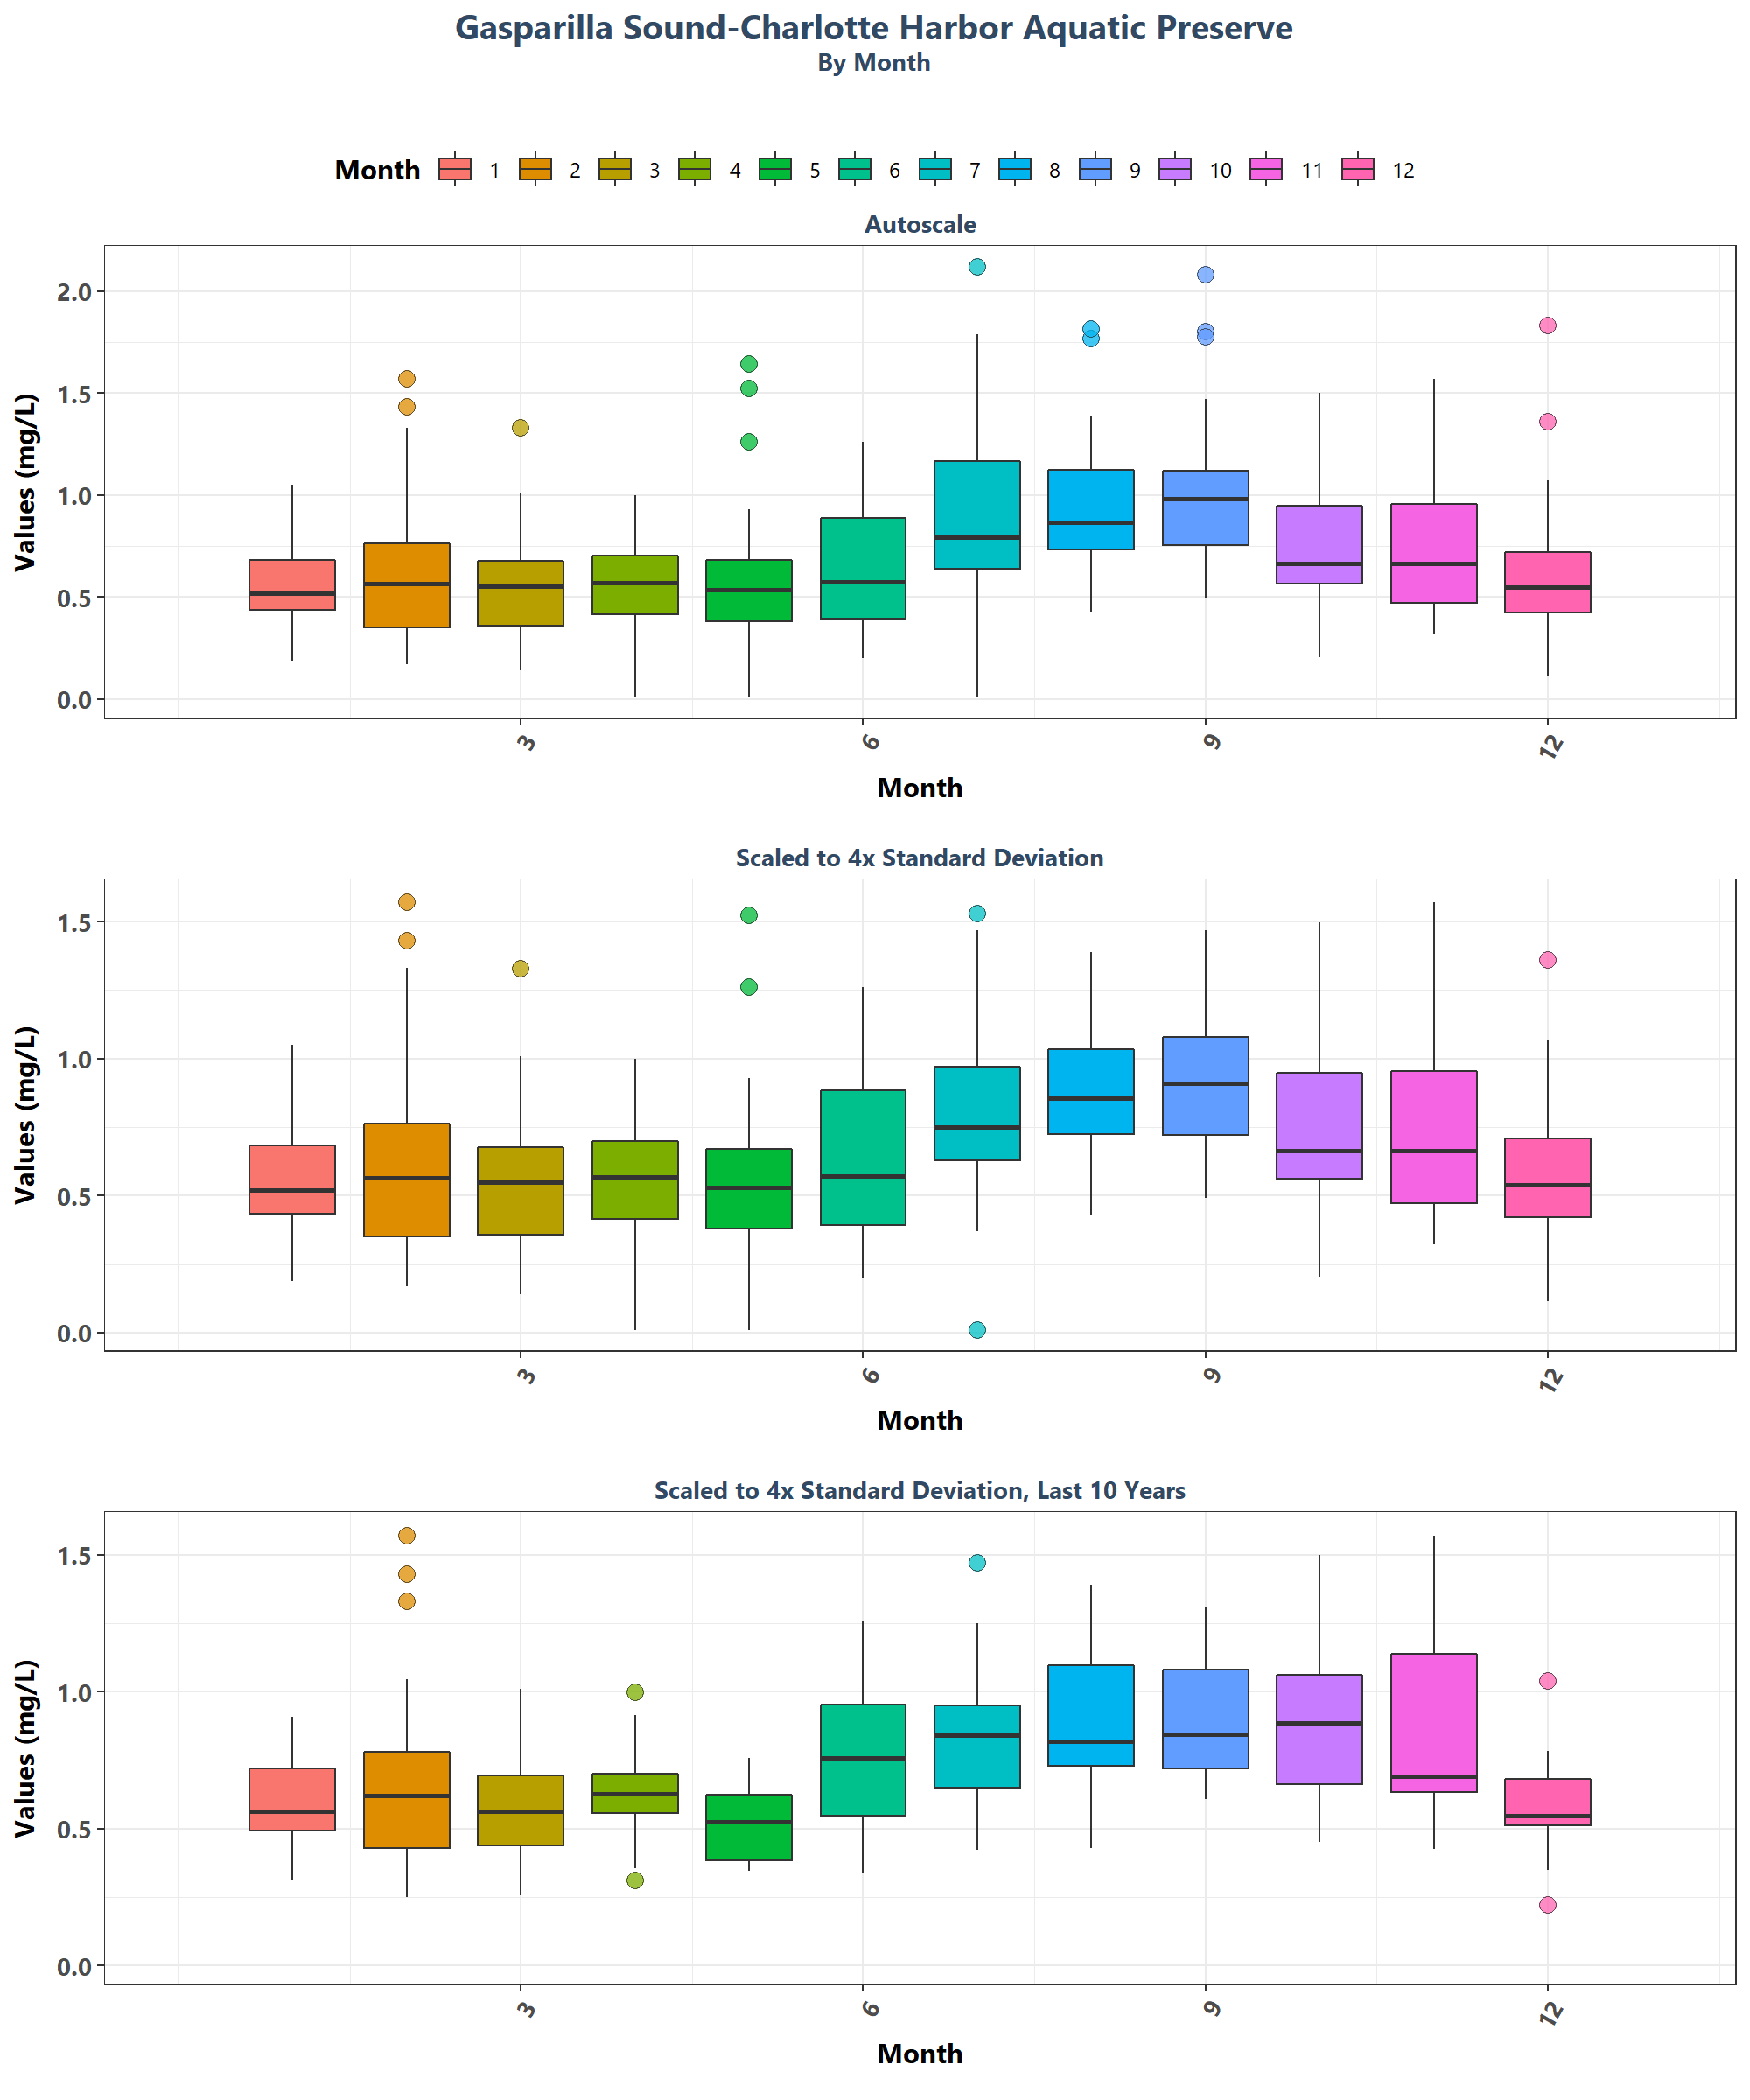 Gasparilla Sound-Charlotte Harbor Aquatic Preserve
By Month
Month 1 2 3 4 5 6 7 8 9 10 11 12
Autoscale
Values (mg/L)
2.0
1.5
1.0
0.5
0.0
3 6 9 12
Month
Scaled to 4x Standard Deviation
Values (mg/L)
1.5
1.0
0.5
0.0
3 6 9 12
Month
Scaled to 4x Standard Deviation, Last 10 Years
Values (mg/L)
1.5
1.0
0.5
0.0
3 6 9 12
Month